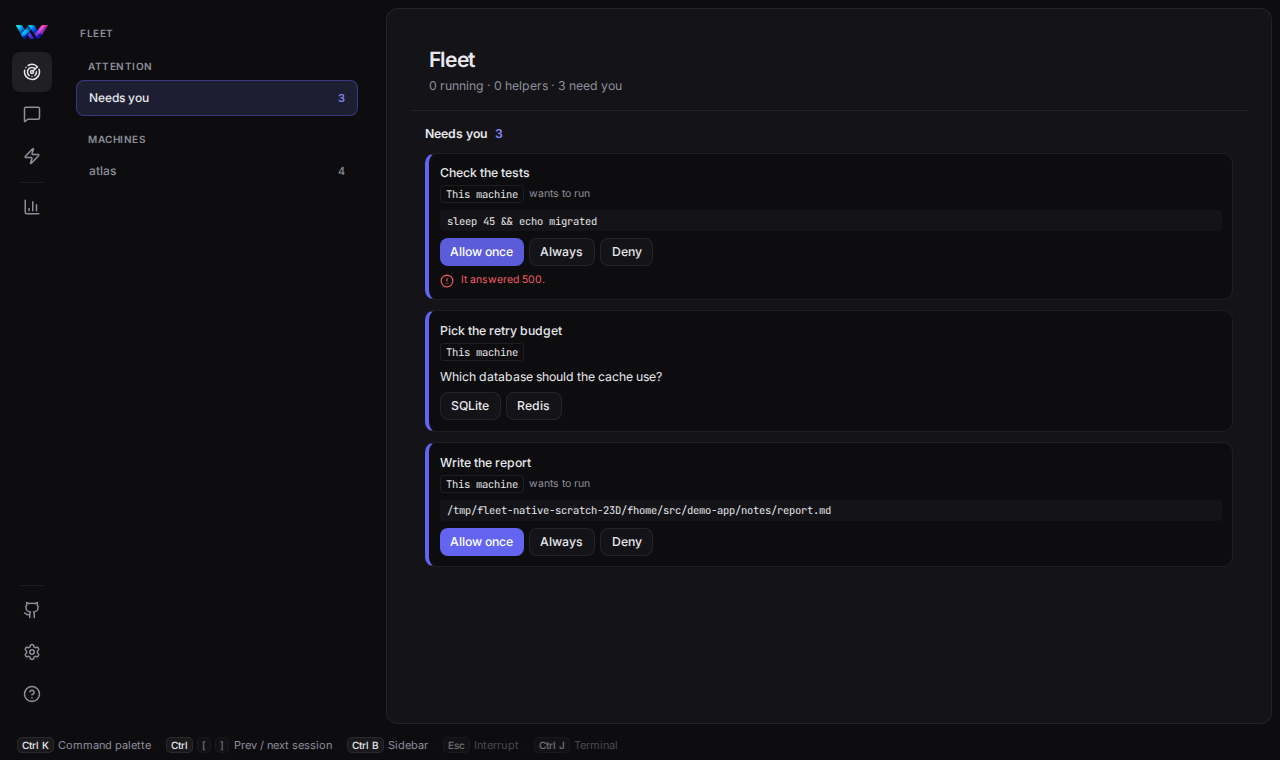 FLEET
ATTENTION
Needs you 3
MACHINES
atlas 4
Fleet
0 running · 0 helpers · 3 need you
Needs you 3
Check the tests
This machine wants to run
sleep 45 && echo migrated
Allow once Always Deny
It answered 500.
Pick the retry budget
This machine
Which database should the cache use?
SQLite Redis
Write the report
This machine wants to run
/tmp/fleet-native-scratch-23D/fhome/src/demo-app/notes/report.md
Allow once Always Deny
Ctrl K Command palette Ctrl [ ] Prev / next session Ctrl B Sidebar Esc Interrupt Ctrl J Terminal